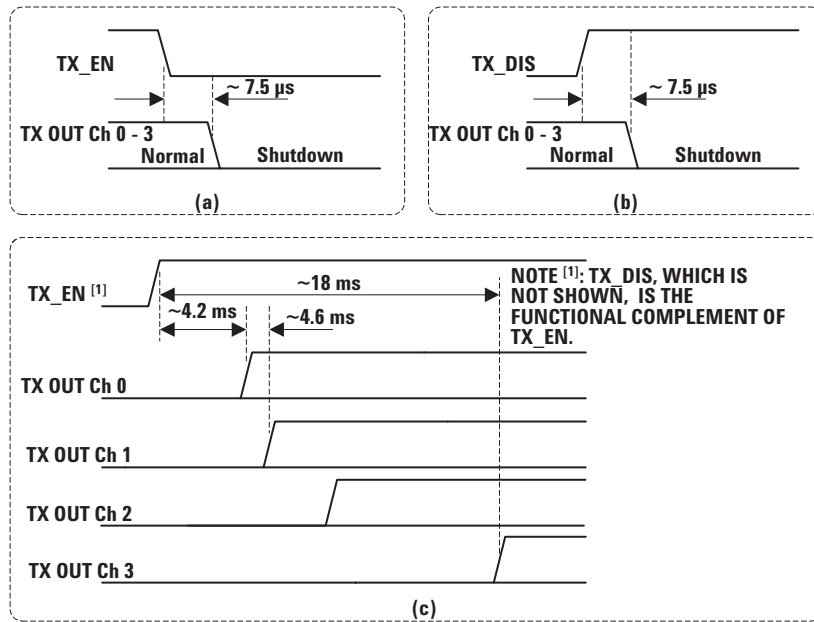 TX_EN
~ 7.5 µs
TX OUT Ch 0 - 3
Normal
Shutdown
(a)
TX_DIS
~ 7.5 µs
TX OUT Ch 0 - 3
Normal
Shutdown
(b)
TX_EN [1]
~18 ms
~4.2 ms
~4.6 ms
NOTE [1]: TX_DIS, WHICH IS
NOT SHOWN, IS THE
FUNCTIONAL COMPLEMENT OF
TX_EN.
TX OUT Ch 0
TX OUT Ch 1
TX OUT Ch 2
TX OUT Ch 3
(c)